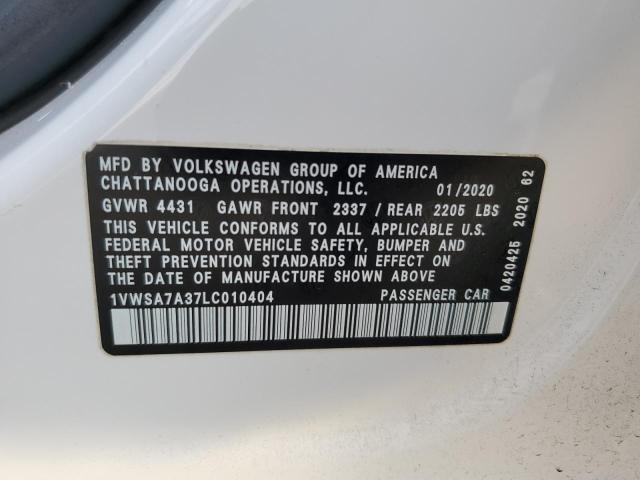 MFD BY VOLKSWAGEN GROUP OF AMERICA
CHATTANOOGA OPERATIONS, LLC. 01/2020
GVWR 4431 GAWR FRONT 2337 / REAR 2205 LBS
THIS VEHICLE CONFORMS TO ALL APPLICABLE U.S.
FEDERAL MOTOR VEHICLE SAFETY, BUMPER AND
THEFT PREVENTION STANDARDS IN EFFECT ON
THE DATE OF MANUFACTURE SHOWN ABOVE
1VWSA7A37LC010404 PASSENGER CAR
0420425 2020 62